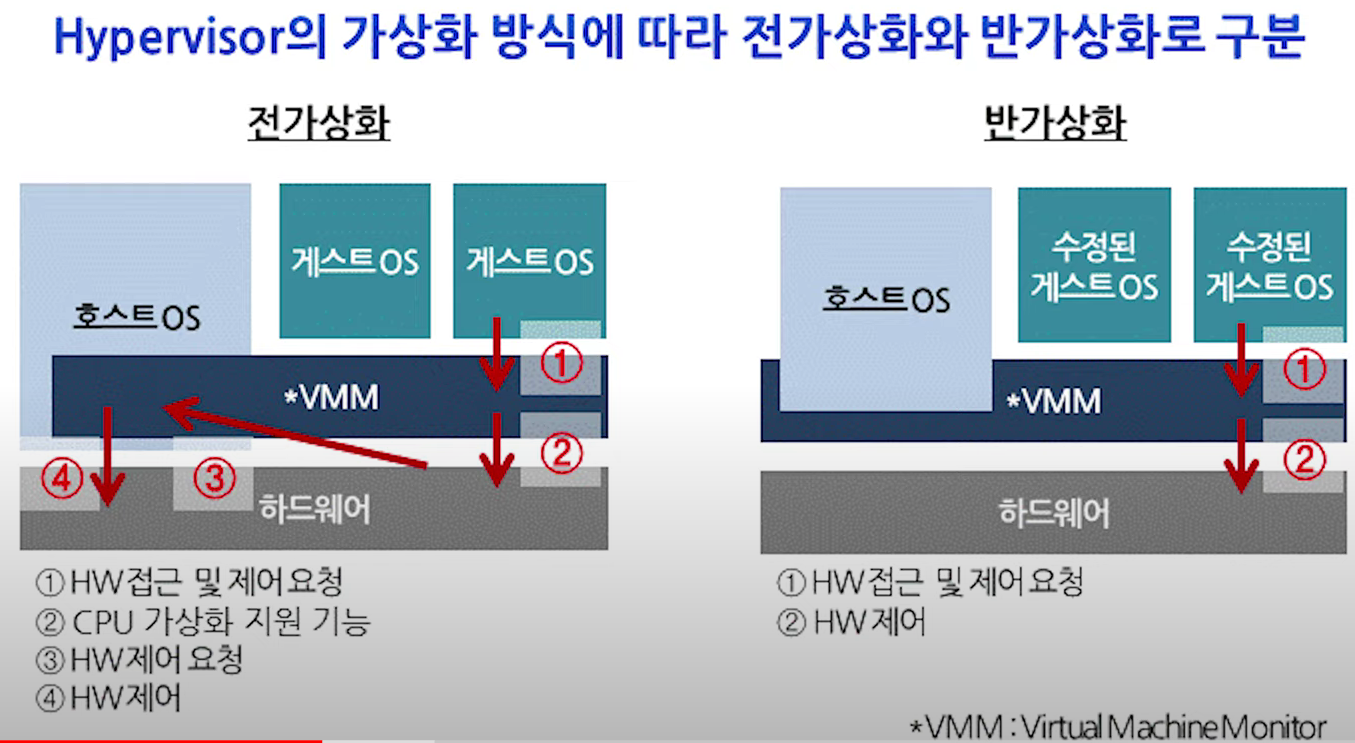 Hypervisor의 가상화 방식에 따라 전가상화와 반가상화로 구분
전가상화
호스트OS
게스트OS
게스트OS
*VMM
①
②
③
④
하드웨어
①HW접근 및 제어요청
② CPU 가상화 지원 기능
③HW제어 요청
④HW제어
반가상화
호스트OS
수정된
게스트OS
수정된
게스트OS
*VMM
①
②
하드웨어
①HW접근 및 제어요청
② HW제어
*VMM : Virtual Machine Monitor